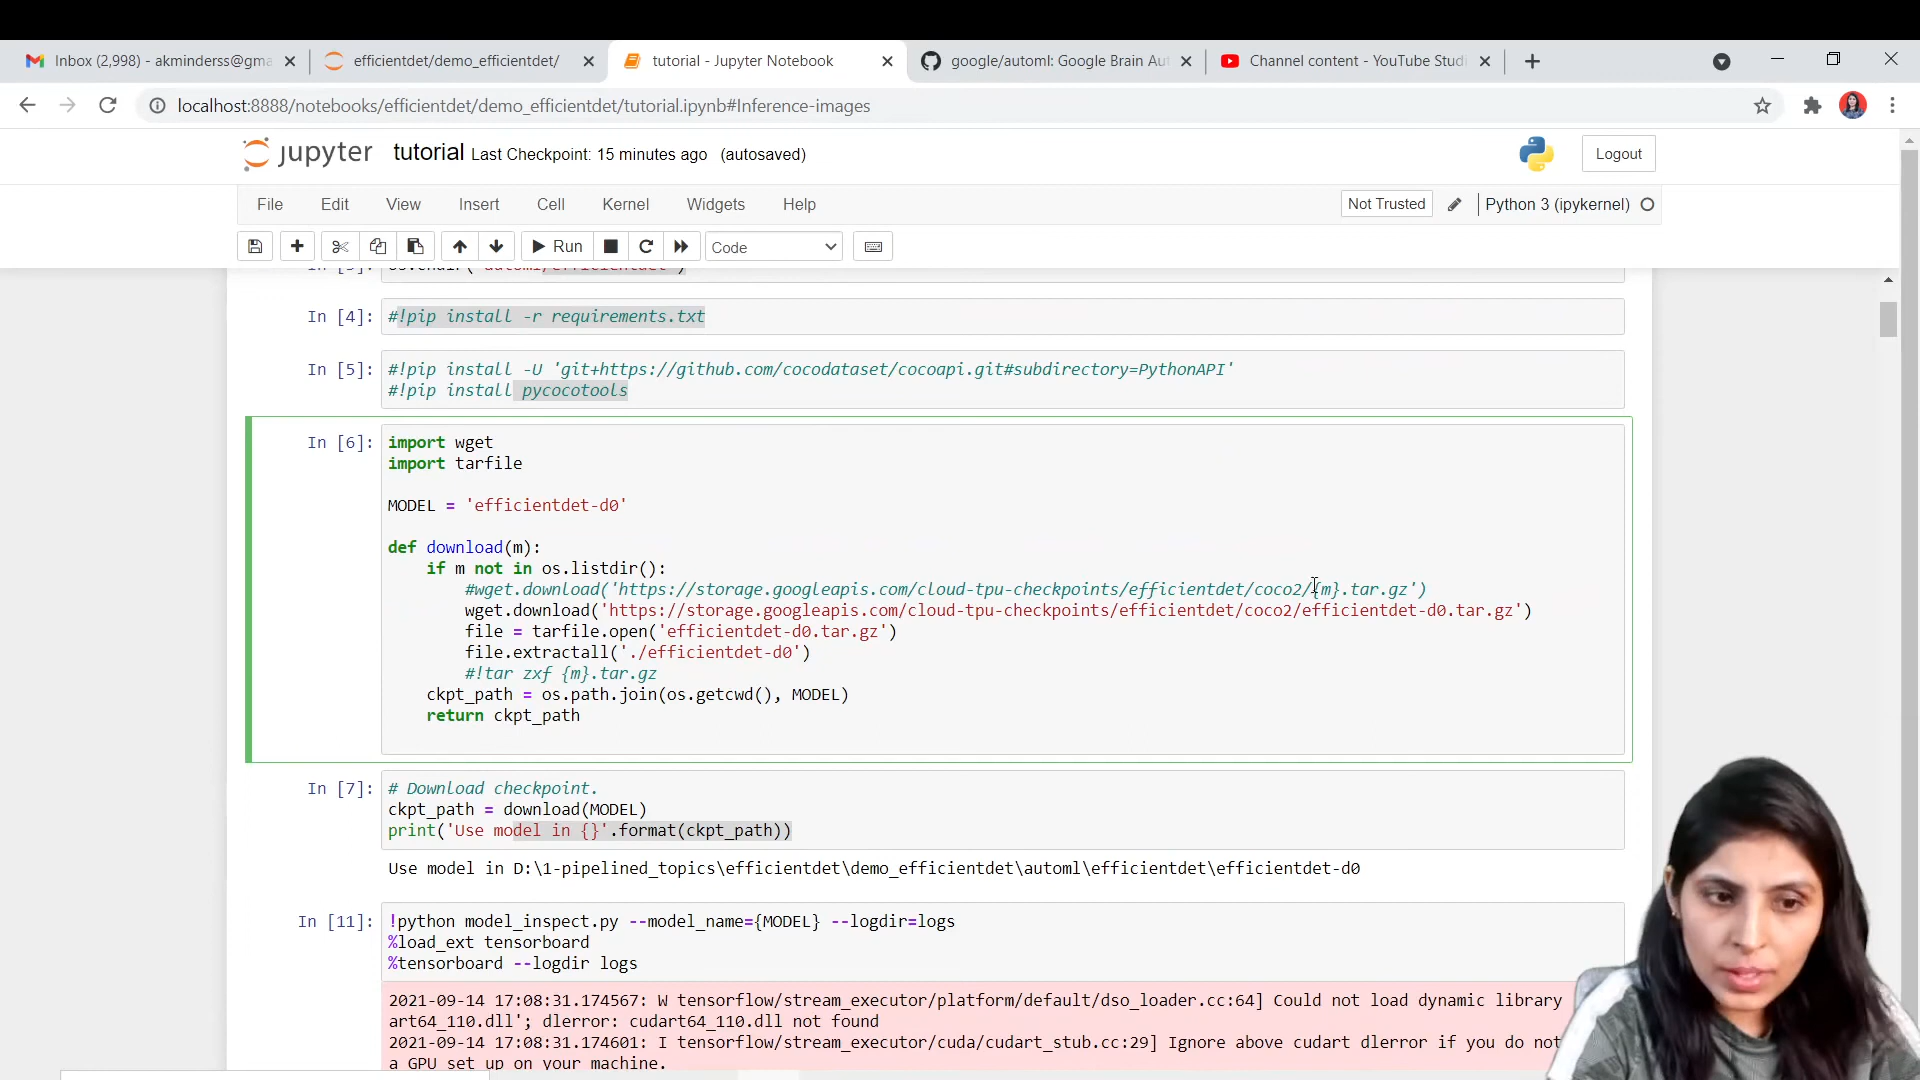 Inbox (2,998) - akminderss@gma
efficientdet/demo_efficientdet/
tutorial - Jupyter Notebook
google/automl: Google Brain Aut
Channel content - YouTube Studi
localhost:8888/notebooks/efficientdet/demo_efficientdet/tutorial.ipynb#Inference-images
jupyter tutorial Last Checkpoint: 15 minutes ago (autosaved)
Logout
File Edit View Insert Cell Kernel Widgets Help
Not Trusted
Python 3 (ipykernel)
Run
Code
In [4]: #!pip install -r requirements.txt
In [5]: #!pip install -U 'git+https://github.com/cocodataset/cocoapi.git#subdirectory=PythonAPI'
#!pip install pycocotools
In [6]: import wget
import tarfile
MODEL = 'efficientdet-d0'
def download(m):
if m not in os.listdir():
#wget.download('https://storage.googleapis.com/cloud-tpu-checkpoints/efficientdet/coco2/{m}.tar.gz')
wget.download('https://storage.googleapis.com/cloud-tpu-checkpoints/efficientdet/coco2/efficientdet-d0.tar.gz')
file = tarfile.open('efficientdet-d0.tar.gz')
file.extractall('./efficientdet-d0')
#!tar zxf {m}.tar.gz
ckpt_path = os.path.join(os.getcwd(), MODEL)
return ckpt_path
In [7]: # Download checkpoint.
ckpt_path = download(MODEL)
print('Use model in {}'.format(ckpt_path))
Use model in D:\1-pipelined_topics\efficientdet\demo_efficientdet\automl\efficientdet\efficientdet-d0
In [11]: !python model_inspect.py --model_name={MODEL} --logdir=logs
%load_ext tensorboard
%tensorboard --logdir logs
2021-09-14 17:08:31.174567: W tensorflow/stream_executor/platform/default/dso_loader.cc:64] Could not load dynamic library
art64_110.dll'; dlerror: cudart64_110.dll not found
2021-09-14 17:08:31.174601: I tensorflow/stream_executor/cuda/cudart_stub.cc:29] Ignore above cudart dlerror if you do not
a GPU set up on your machine.